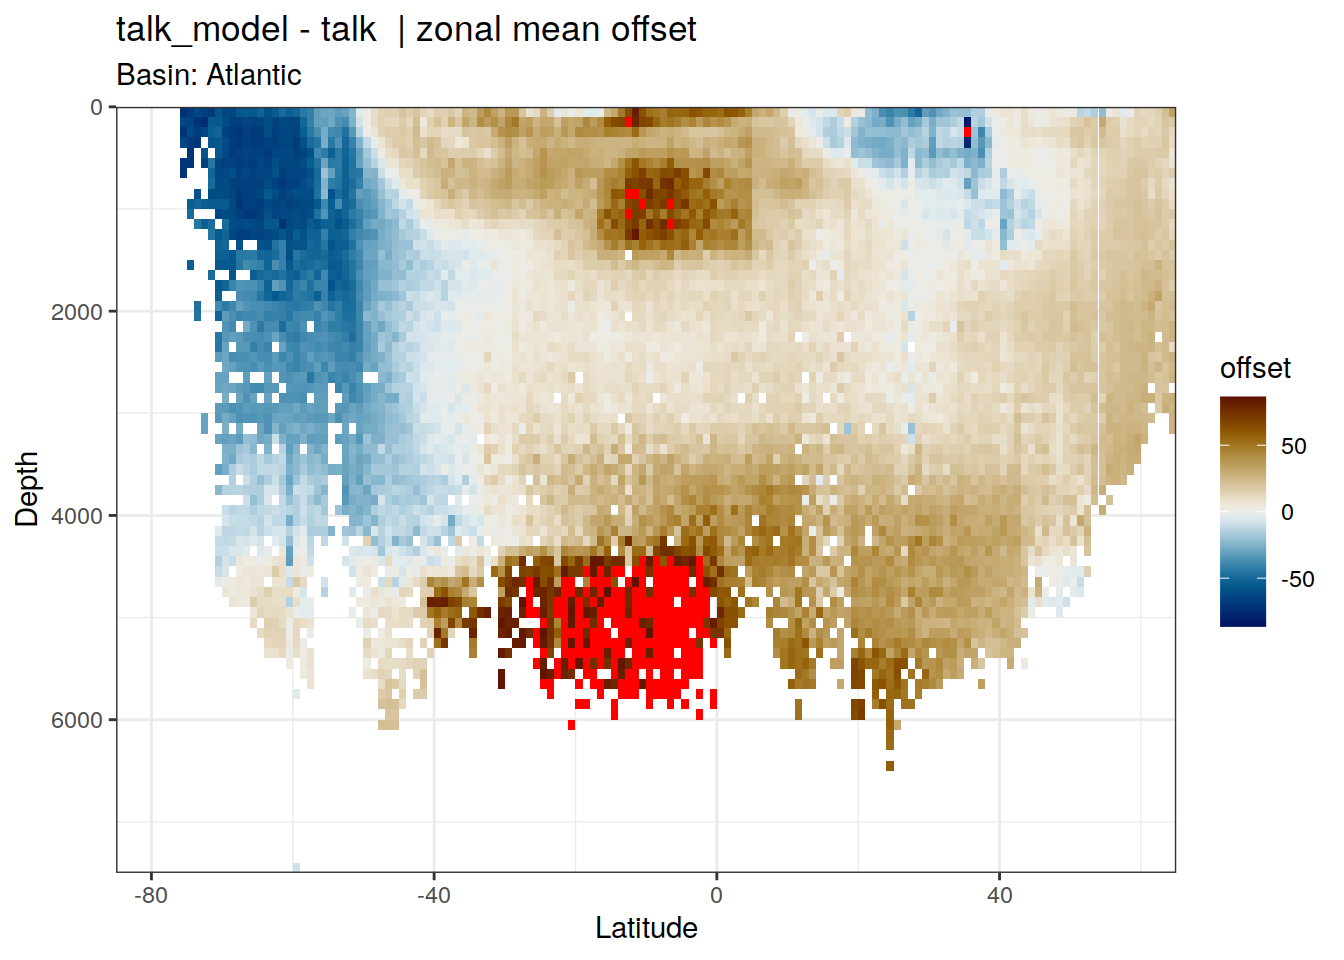 talk_model - talk  | zonal mean offset
Basin: Atlantic
0
2000
4000
6000
Depth
-80
-40
0
40
Latitude
offset
50
0
-50